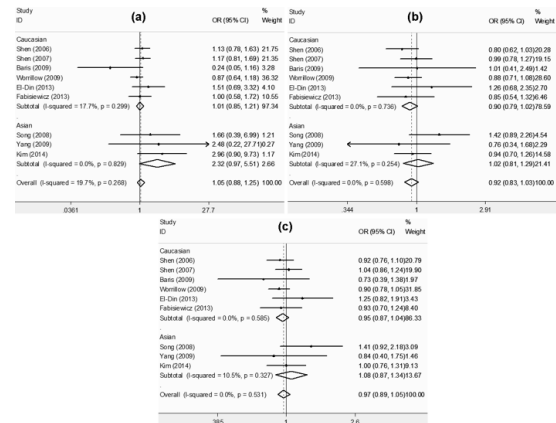 (a)
Study %
ID OR (95% CI) Weight
Caucasian
Shen (2006) 1.13 (0.78, 1.63) 21.75
Shen (2007) 1.17 (0.81, 1.69) 21.35
Baris (2009) 0.24 (0.05, 1.16) 3.28
Worrillow (2009) 0.87 (0.64, 1.18) 36.32
El-Din (2013) 1.51 (0.69, 3.32) 4.10
Fabisiewicz (2013) 1.00 (0.58, 1.72) 10.55
Subtotal (I-squared = 17.7%, p = 0.299) 1.01 (0.85, 1.21) 97.34
Asian
Song (2008) 1.66 (0.39, 6.99) 1.21
Yang (2009) 2.48 (0.22, 27.71) 0.27
Kim (2014) 2.96 (0.90, 9.73) 1.17
Subtotal (I-squared = 0.0%, p = 0.829) 2.32 (0.97, 5.51) 2.66
Overall (I-squared = 19.7%, p = 0.268) 1.05 (0.88, 1.25) 100.00
.0361 1 27.7
(b)
Study %
ID OR (95% CI) Weight
Caucasian
Shen (2006) 0.80 (0.62, 1.03) 20.28
Shen (2007) 0.99 (0.78, 1.27) 19.15
Baris (2009) 1.01 (0.41, 2.49) 1.42
Worrillow (2009) 0.88 (0.71, 1.08) 28.60
El-Din (2013) 1.26 (0.68, 2.35) 2.70
Fabisiewicz (2013) 0.85 (0.54, 1.32) 6.46
Subtotal (I-squared = 0.0%, p = 0.736) 0.90 (0.79, 1.02) 78.59
Asian
Song (2008) 1.42 (0.89, 2.26) 4.54
Yang (2009) 0.76 (0.34, 1.68) 2.29
Kim (2014) 0.94 (0.70, 1.26) 14.58
Subtotal (I-squared = 27.1%, p = 0.254) 1.02 (0.81, 1.29) 21.41
Overall (I-squared = 0.0%, p = 0.598) 0.92 (0.83, 1.03) 100.00
.344 1 2.91
(c)
Study %
ID OR (95% CI) Weight
Caucasian
Shen (2006) 0.92 (0.76, 1.10) 20.79
Shen (2007) 1.04 (0.86, 1.24) 19.90
Baris (2009) 0.73 (0.39, 1.38) 1.97
Worrillow (2009) 0.90 (0.78, 1.05) 31.85
El-Din (2013) 1.25 (0.82, 1.91) 3.43
Fabisiewicz (2013) 0.93 (0.70, 1.24) 8.40
Subtotal (I-squared = 0.0%, p = 0.585) 0.95 (0.87, 1.04) 86.33
Asian
Song (2008) 1.41 (0.92, 2.18) 3.09
Yang (2009) 0.84 (0.40, 1.75) 1.46
Kim (2014) 1.00 (0.76, 1.31) 9.13
Subtotal (I-squared = 10.5%, p = 0.327) 1.08 (0.87, 1.34) 13.67
Overall (I-squared = 0.0%, p = 0.531) 0.97 (0.89, 1.05) 100.00
.385 1 2.6